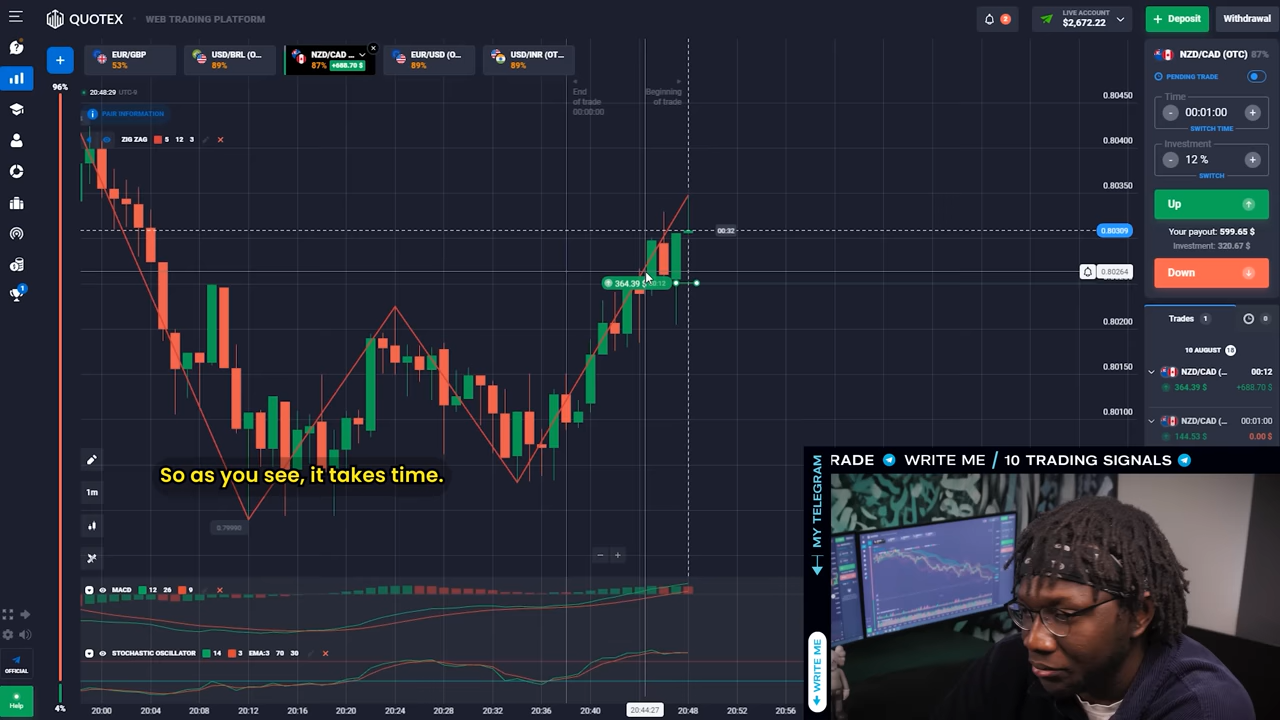 QUOTEX
WEB TRADING PLATFORM
2
LIVE ACCOUNT
$2,672.22
+ Deposit
Withdrawal
+
EUR/GBP
53%
USD/BRL (O...
89%
NZD/CAD ...
87% +688.70 $
EUR/USD (O...
89%
USD/INR (OT...
89%
NZD/CAD (OTC) 87%
PENDING TRADE
Time
- 00:01:00 +
SWITCH TIME
Investment
- 12 % +
SWITCH
Up
Your payout: 599.65 $
Investment: 320.67 $
Down
Trades 1
8
10 AUGUST
NZD/CAD (... 00:12
364.39 $ +688.70 $
NZD/CAD (... 00:01:00
144.53 $ 0.00 $
96%
20:48:29 UTC-9
PAIR INFORMATION
ZIG ZAG 5 12 3
End
of trade
00:00:00
Beginning
of trade
0.80450
0.80400
0.80350
0.80309
0.80264
0.80200
0.80150
0.80100
00:32
364.39 $
So as you see, it takes time.
1m
0.79980
MACD 12 26 9
STOCHASTIC OSCILLATOR 14 3 EMA:3 70 30
1
OFFICIAL
Help
4%
20:00
20:04
20:08
20:12
20:16
20:20
20:24
20:28
20:32
20:36
20:40
20:44:27
20:48
20:52
20:56
RADE WRITE ME / 10 TRADING SIGNALS
MY TELEGRAM
WRITE ME